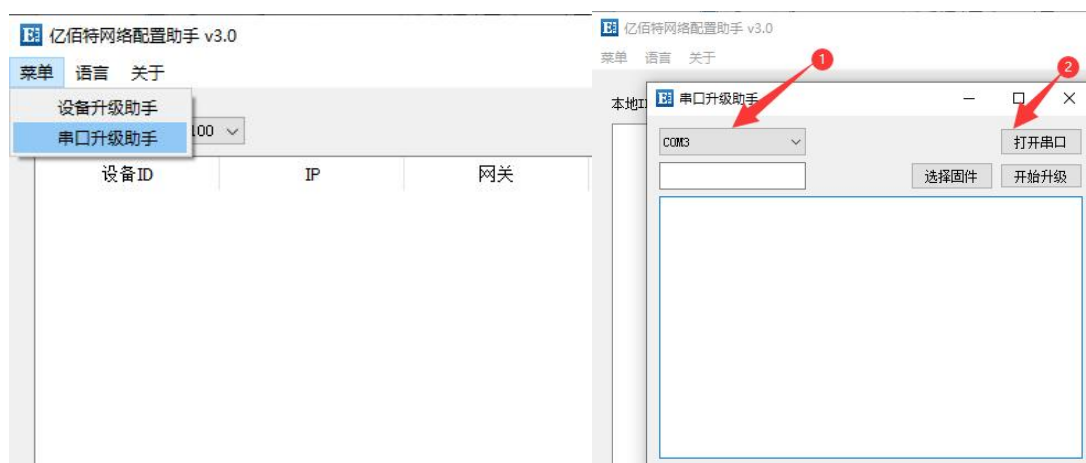 亿佰特网络配置助手 v3.0
菜单 语言 关于
设备升级助手
串口升级助手
100
设备ID IP 网关
亿佰特网络配置助手 v3.0
菜单 语言 关于
1
2
本地I
串口升级助手
COM3
打开串口
选择固件 开始升级